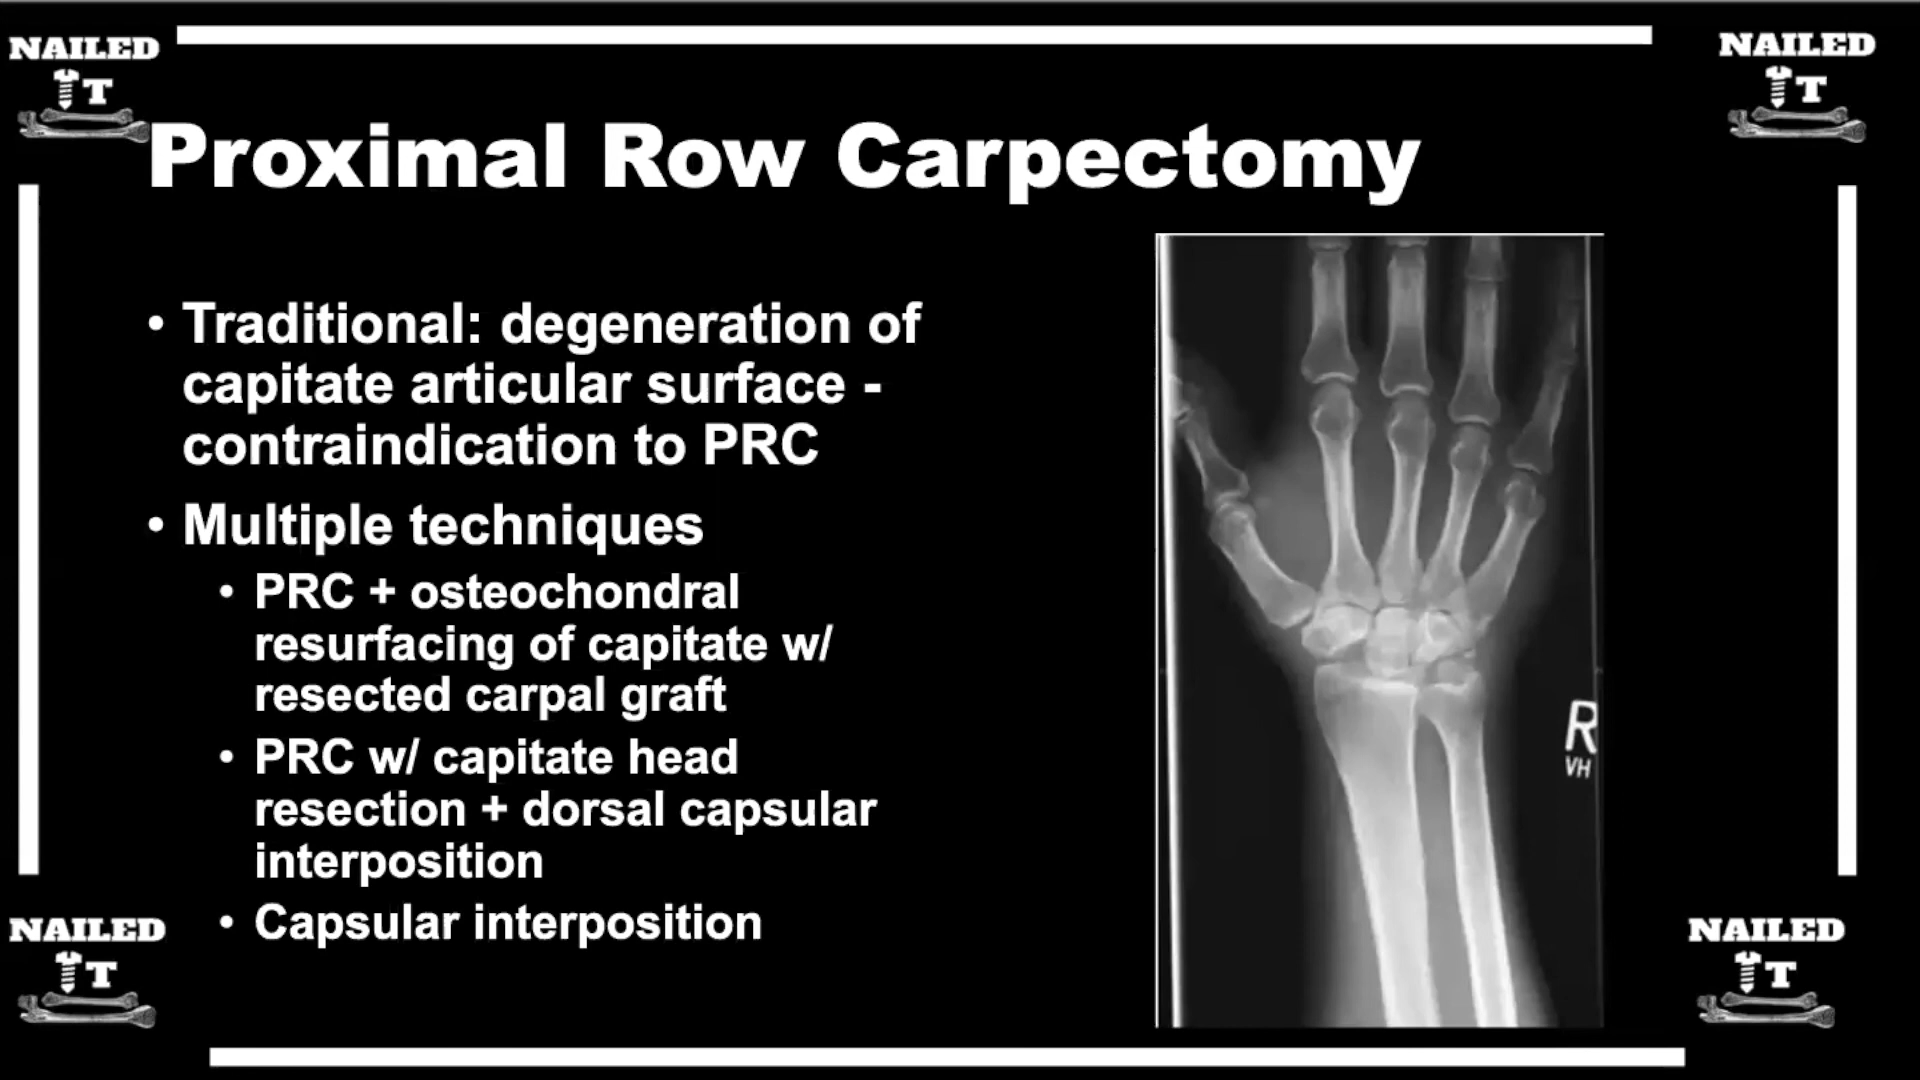 NAILED
IT
NAILED
IT
Proximal Row Carpectomy
• Traditional: degeneration of
capitate articular surface -
contraindication to PRC
• Multiple techniques
• PRC + osteochondral
resurfacing of capitate w/
resected carpal graft
• PRC w/ capitate head
resection + dorsal capsular
interposition
• Capsular interposition
R
VH
NAILED
IT
NAILED
IT